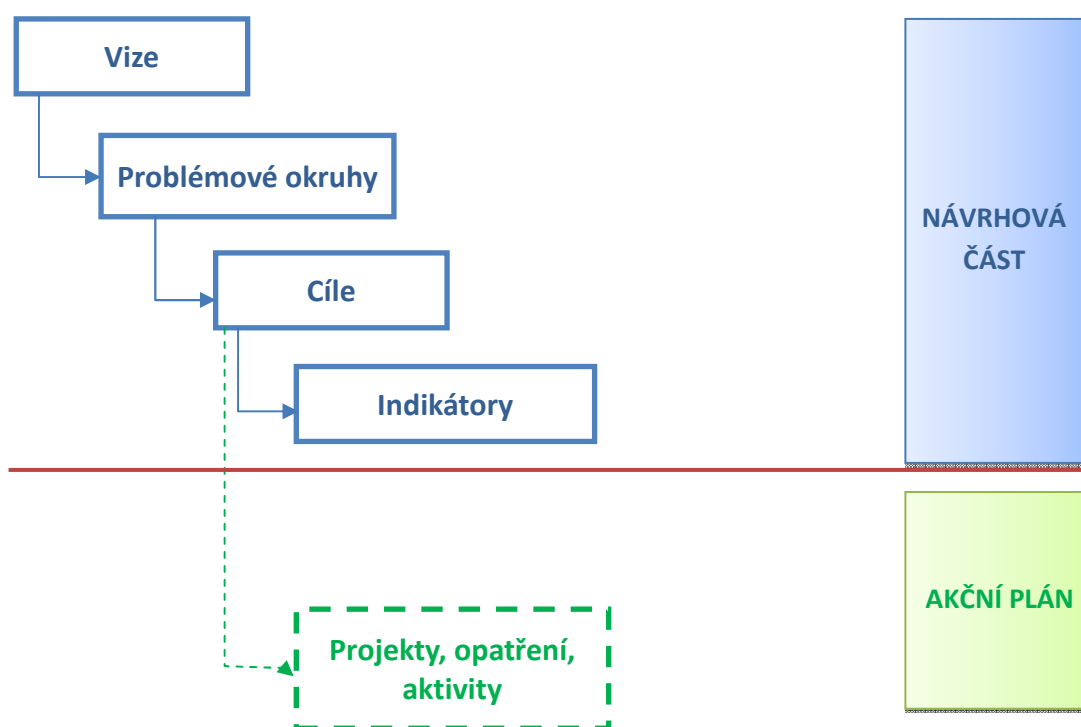 Vize
Problémové okruhy
Cíle
Indikátory
NÁVRHOVÁ
ČÁST
Projekty, opatření,
aktivity
AKČNÍ PLÁN